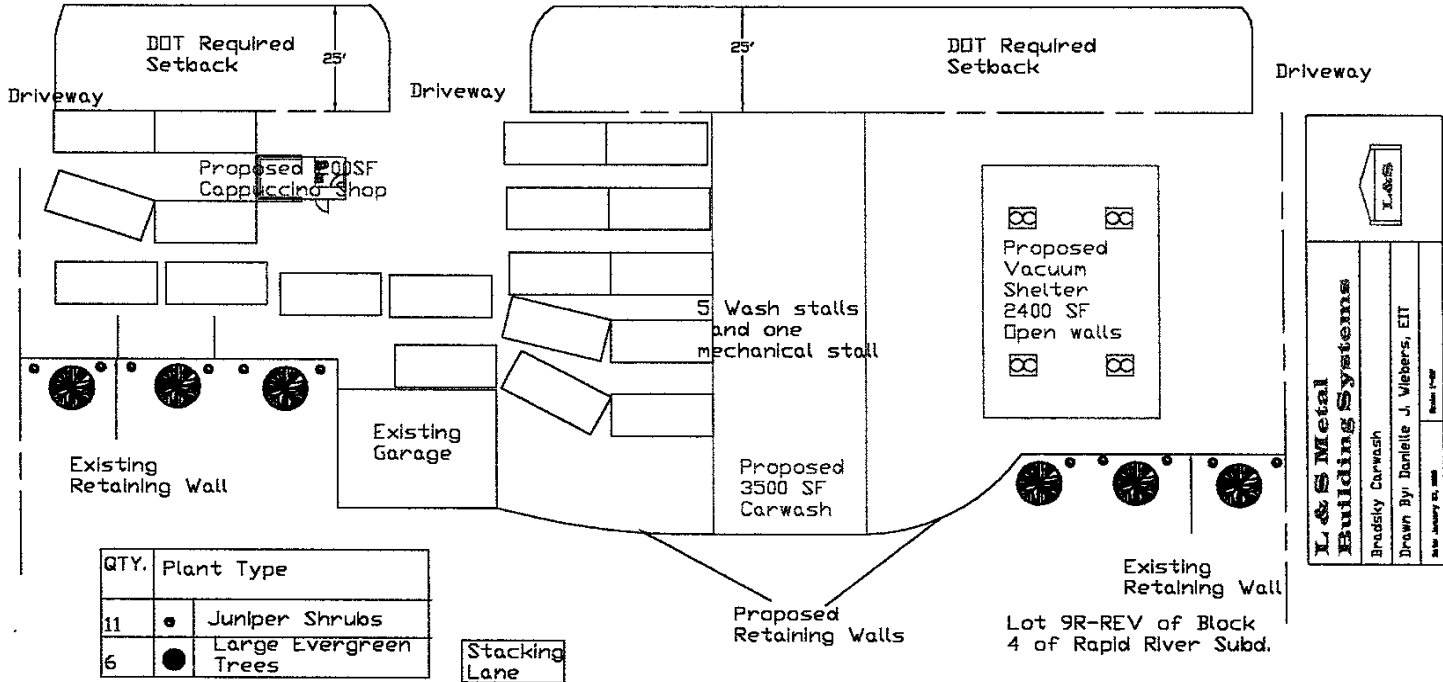 DOT Required
Setback
25'
25'
DOT Required
Setback
Driveway
Driveway
Driveway
Proposed 00SF
Cappuccino Shop
Proposed
Vacuum
Shelter
2400 SF
Open walls
5 Wash stalls
and one
mechanical stall
Existing
Garage
Existing
Retaining Wall
Proposed
3500 SF
Carwash
QTY. Plant Type
11 Juniper Shrubs
6 Large Evergreen
Trees
Stacking
Lane
Proposed
Retaining Walls
Existing
Retaining Wall
Lot 9R-REV of Block
4 of Rapid River Subd.
L&S
L & S Metal
Building Systems
Bradsky Carwash
Drawn By: Danielle J. Wiebers, EIT